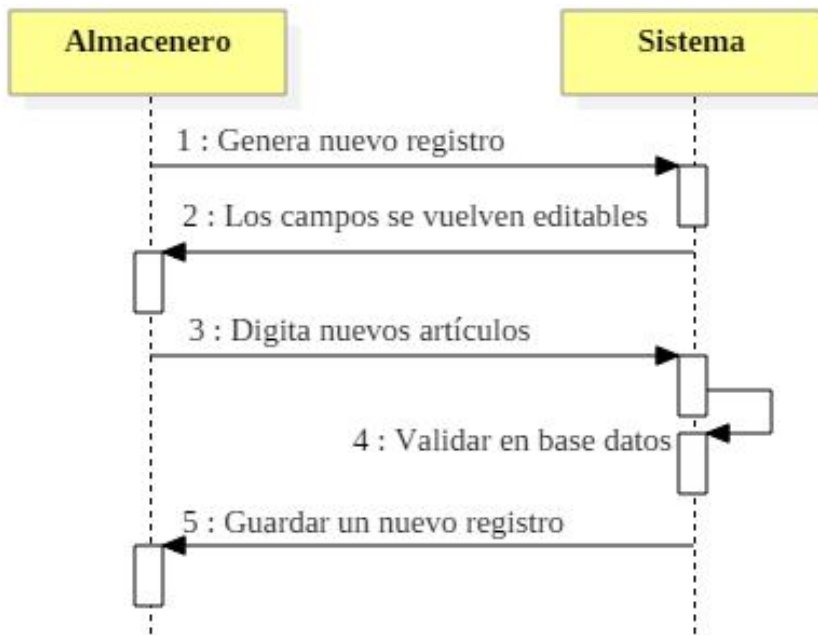 Almacenero
Sistema
1 : Genera nuevo registro
2 : Los campos se vuelven editables
3 : Digita nuevos artículos
4 : Validar en base datos
5 : Guardar un nuevo registro